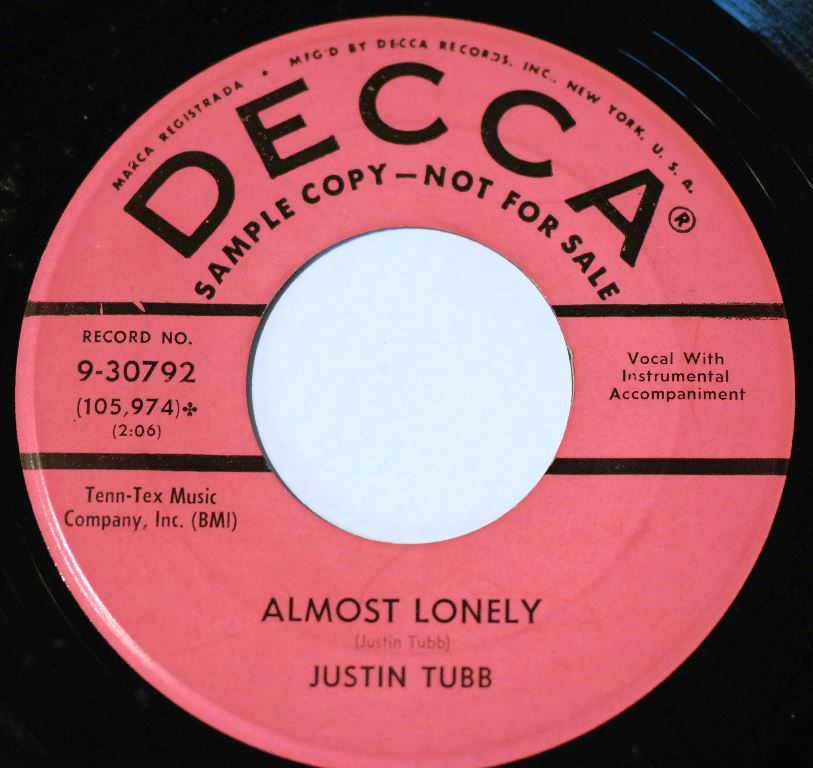 MARCA REGISTRADA • MFG'D BY DECCA RECORDS, INC., NEW YORK, U. S. A.
DECCA®
SAMPLE COPY—NOT FOR SALE
RECORD NO.
9-30792
(105,974)✤
(2:06)
Vocal With
Instrumental
Accompaniment
Tenn-Tex Music
Company, Inc. (BMI)
ALMOST LONELY
(Justin Tubb)
JUSTIN TUBB